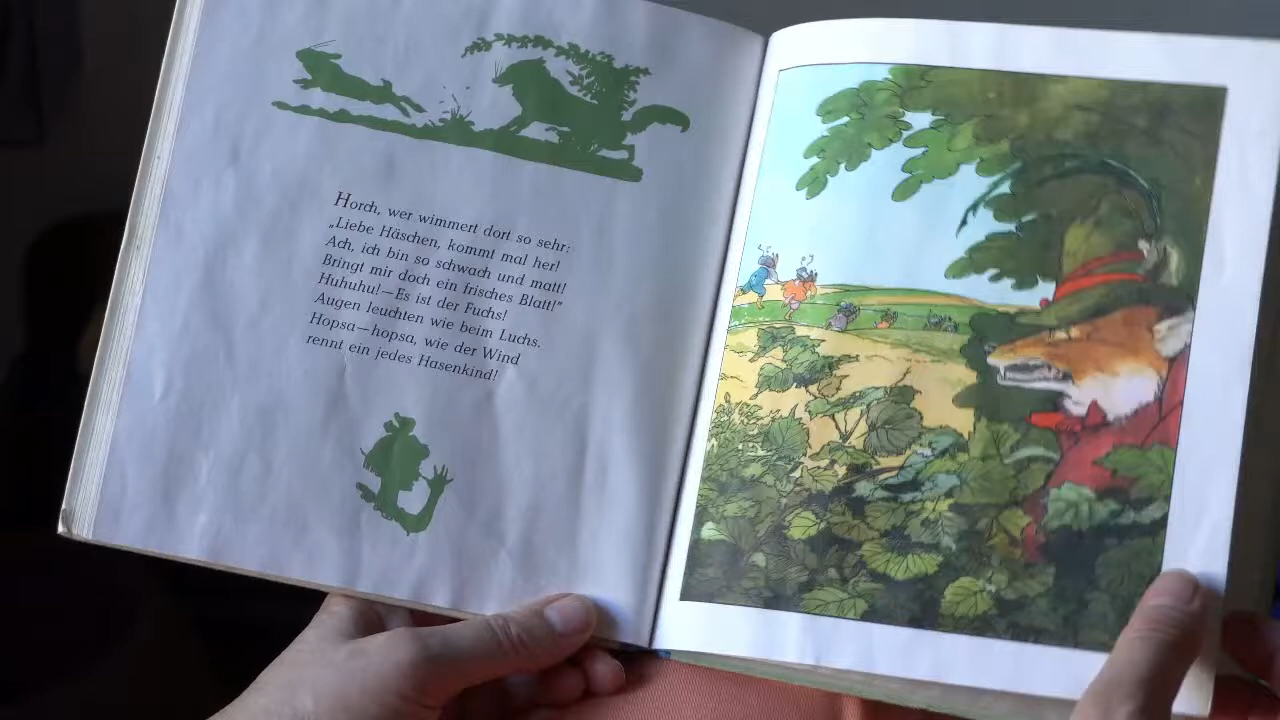 Horch, wer wimmert dort so sehr:
„Liebe Häschen, kommt mal her!
Ach, ich bin so schwach und matt!
Bringt mir doch ein frisches Blatt!”
Huhuhu!—Es ist der Fuchs!
Augen leuchten wie beim Luchs.
Hopsa—hopsa, wie der Wind
rennt ein jedes Hasenkind!